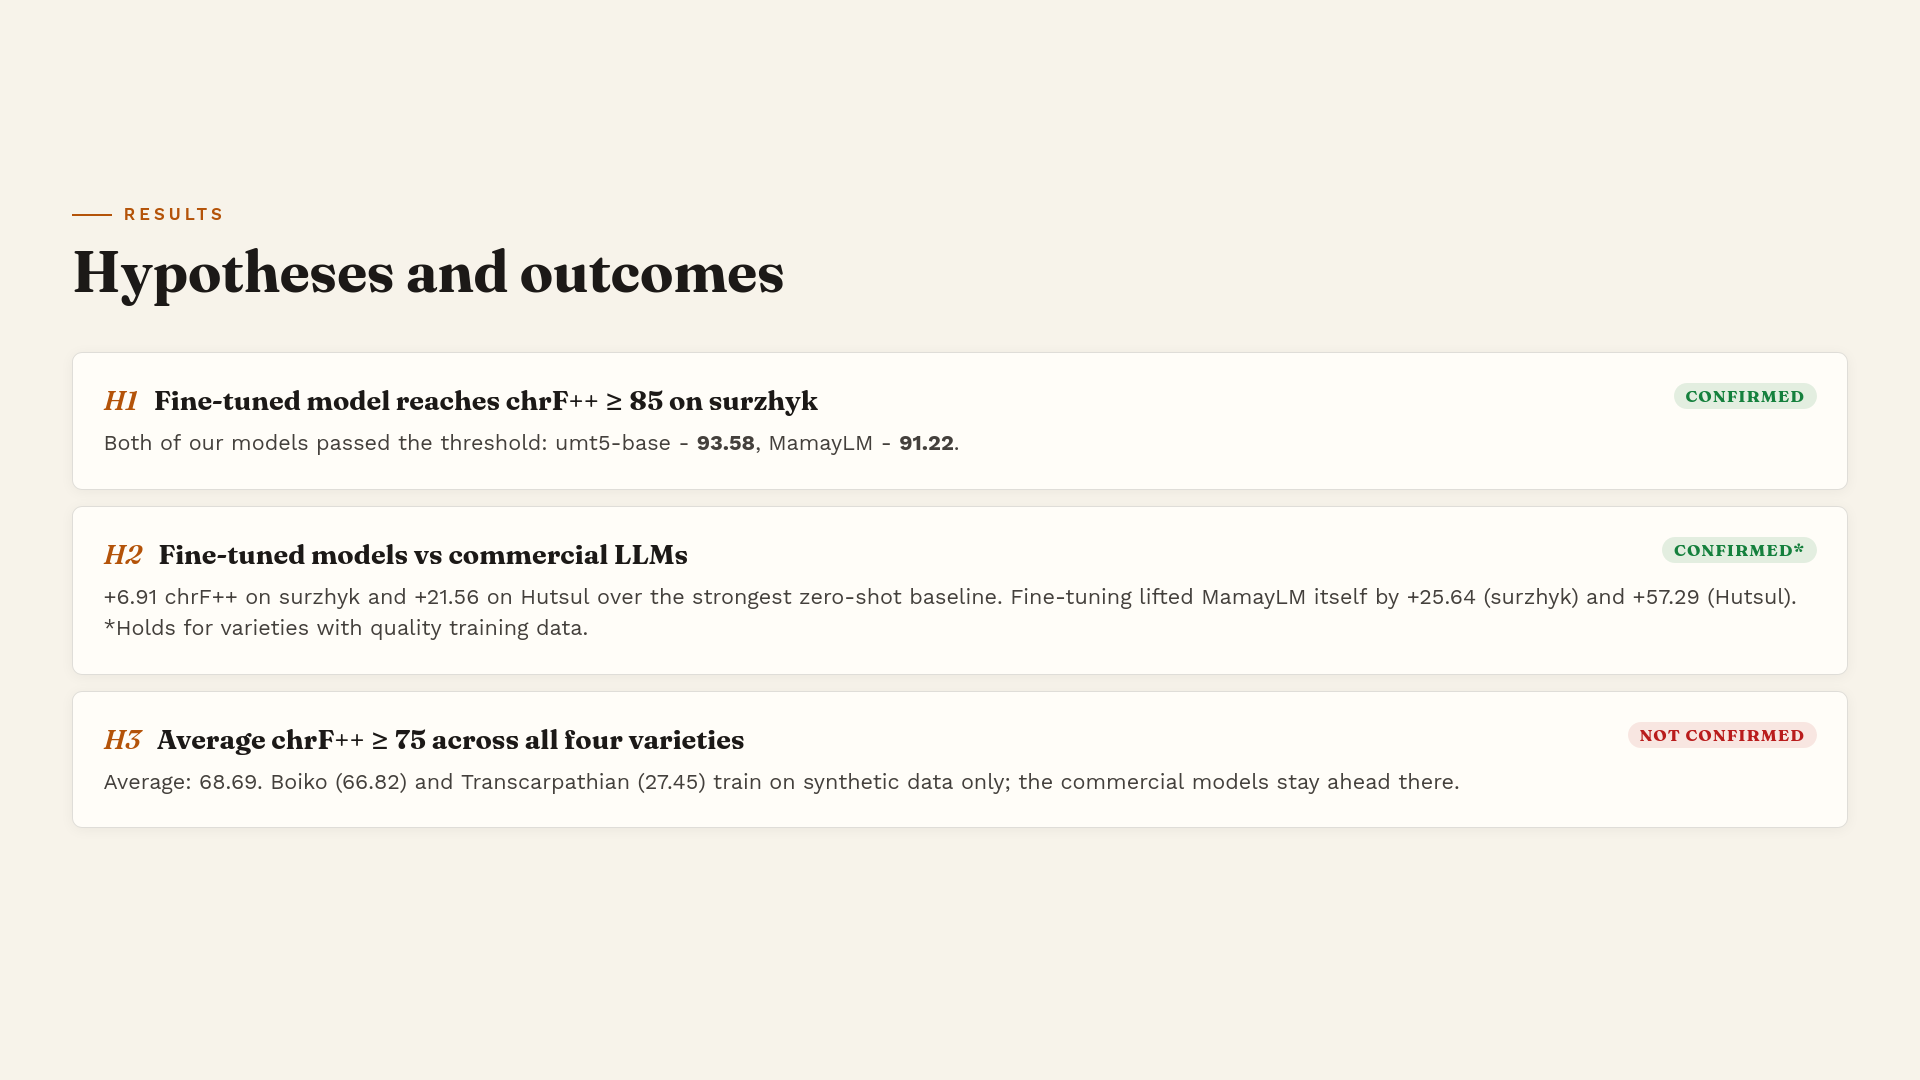 RESULTS
Hypotheses and outcomes
H1 Fine-tuned model reaches chrF++ ≥ 85 on surzhyk
CONFIRMED
Both of our models passed the threshold: umt5-base - 93.58, MamayLM - 91.22.
H2 Fine-tuned models vs commercial LLMs
CONFIRMED*
+6.91 chrF++ on surzhyk and +21.56 on Hutsul over the strongest zero-shot baseline. Fine-tuning lifted MamayLM itself by +25.64 (surzhyk) and +57.29 (Hutsul).
*Holds for varieties with quality training data.
H3 Average chrF++ ≥ 75 across all four varieties
NOT CONFIRMED
Average: 68.69. Boiko (66.82) and Transcarpathian (27.45) train on synthetic data only; the commercial models stay ahead there.